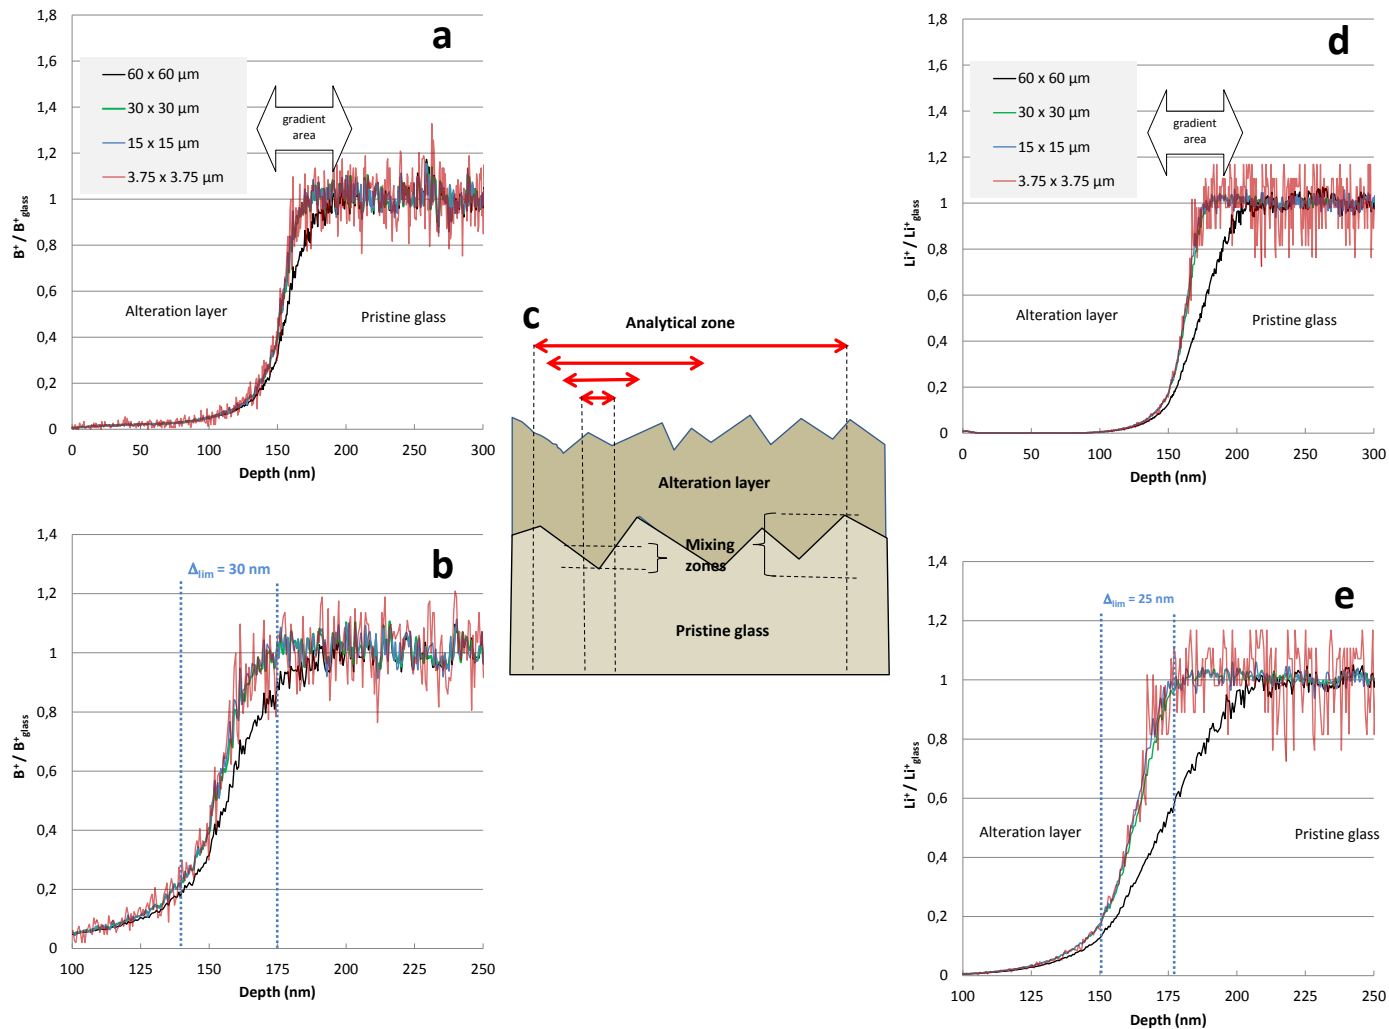 a
1,8
1,6
1,4
1,2
1
0,8
0,6
0,4
0,2
0
B⁺ / B⁺glass
60 x 60 µm
30 x 30 µm
15 x 15 µm
3.75 x 3.75 µm
gradient
area
Alteration layer
Pristine glass
0 50 100 150 200 250 300
Depth (nm)
b
1,4
1,2
1
0,8
0,6
0,4
0,2
0
B⁺ / B⁺glass
Δlim = 30 nm
100 125 150 175 200 225 250
Depth (nm)
c
Analytical zone
Alteration layer
Mixing
zones
Pristine glass
d
1,8
1,6
1,4
1,2
1
0,8
0,6
0,4
0,2
0
Li⁺ / Li⁺glass
60 x 60 µm
30 x 30 µm
15 x 15 µm
3.75 x 3.75 µm
gradient
area
Alteration layer
Pristine glass
0 50 100 150 200 250 300
Depth (nm)
e
1,4
1,2
1
0,8
0,6
0,4
0,2
0
Li⁺ / Li⁺glass
Δlim = 25 nm
Alteration layer
Pristine glass
100 125 150 175 200 225 250
Depth (nm)